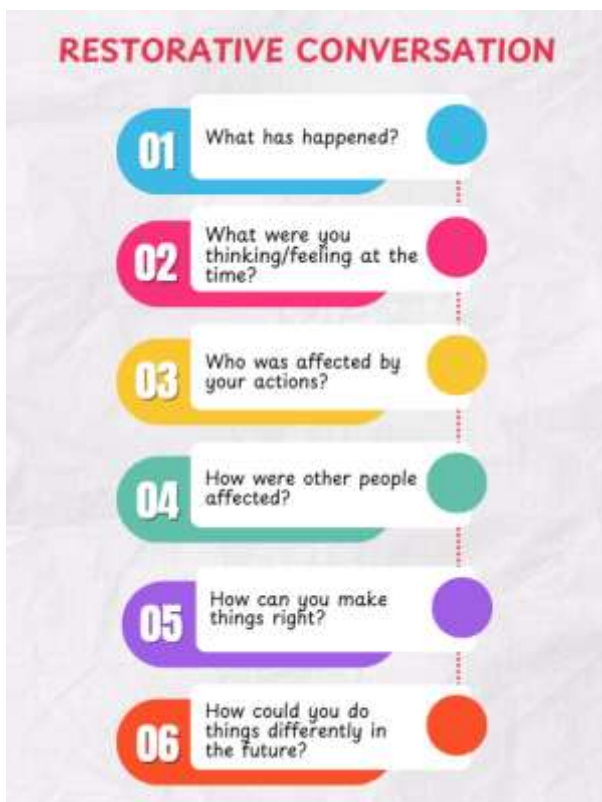 RESTORATIVE CONVERSATION
01
What has happened?
02
What were you
thinking/feeling at the
time?
03
Who was affected by
your actions?
04
How were other people
affected?
05
How can you make
things right?
06
How could you do
things differently in
the future?